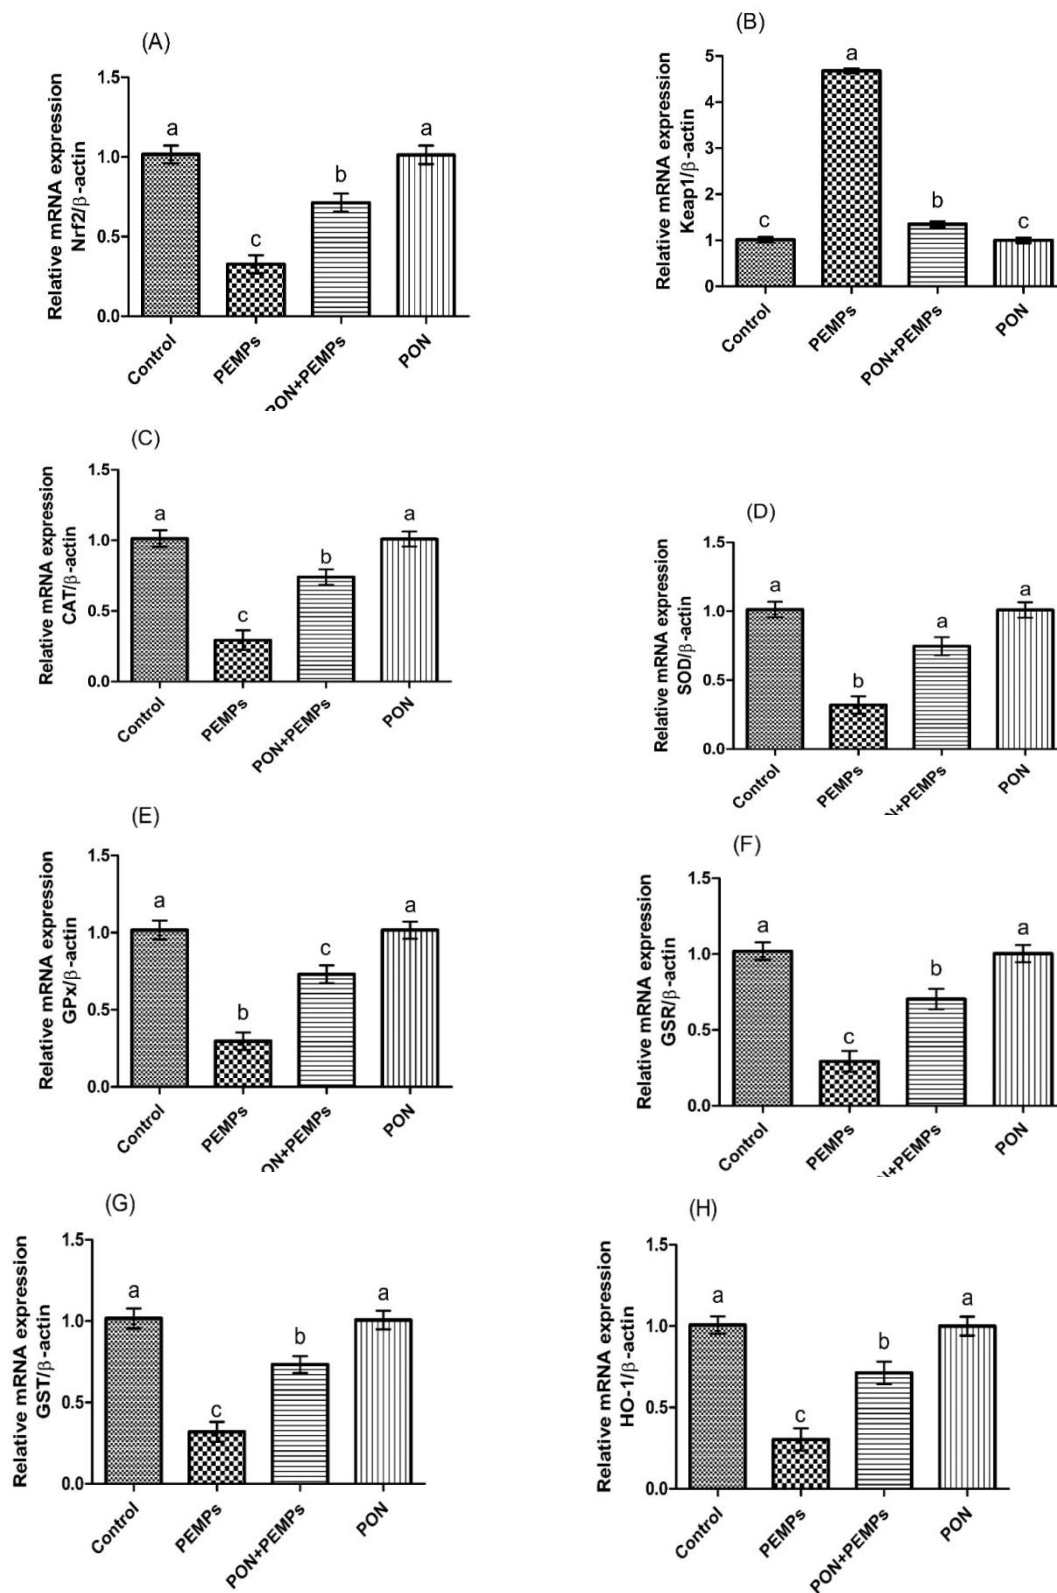 (A)
Relative mRNA expression
Nrf2/β-actin
1.5
1.0
0.5
0.0
a
c
b
a
Control
PEMPs
PON+PEMPs
PON
(B)
Relative mRNA expression
Keap1/β-actin
5
4
3
2
1
0
c
a
b
c
Control
PEMPs
PON+PEMPs
PON
(C)
Relative mRNA expression
CAT/β-actin
1.5
1.0
0.5
0.0
a
c
b
a
Control
PEMPs
PON+PEMPs
PON
(D)
Relative mRNA expression
SOD/β-actin
1.5
1.0
0.5
0.0
a
b
a
a
Control
PEMPs
N+PEMPs
PON
(E)
Relative mRNA expression
GPx/β-actin
1.5
1.0
0.5
0.0
a
b
c
a
Control
PEMPs
ON+PEMPs
PON
(F)
Relative mRNA expression
GSR/β-actin
1.5
1.0
0.5
0.0
a
c
b
a
Control
PEMPs
N+PEMPs
PON
(G)
Relative mRNA expression
GST/β-actin
1.5
1.0
0.5
0.0
a
c
b
a
Control
PEMPs
PON+PEMPs
PON
(H)
Relative mRNA expression
HO-1/β-actin
1.5
1.0
0.5
0.0
a
c
b
a
Control
PEMPs
PON+PEMPs
PON